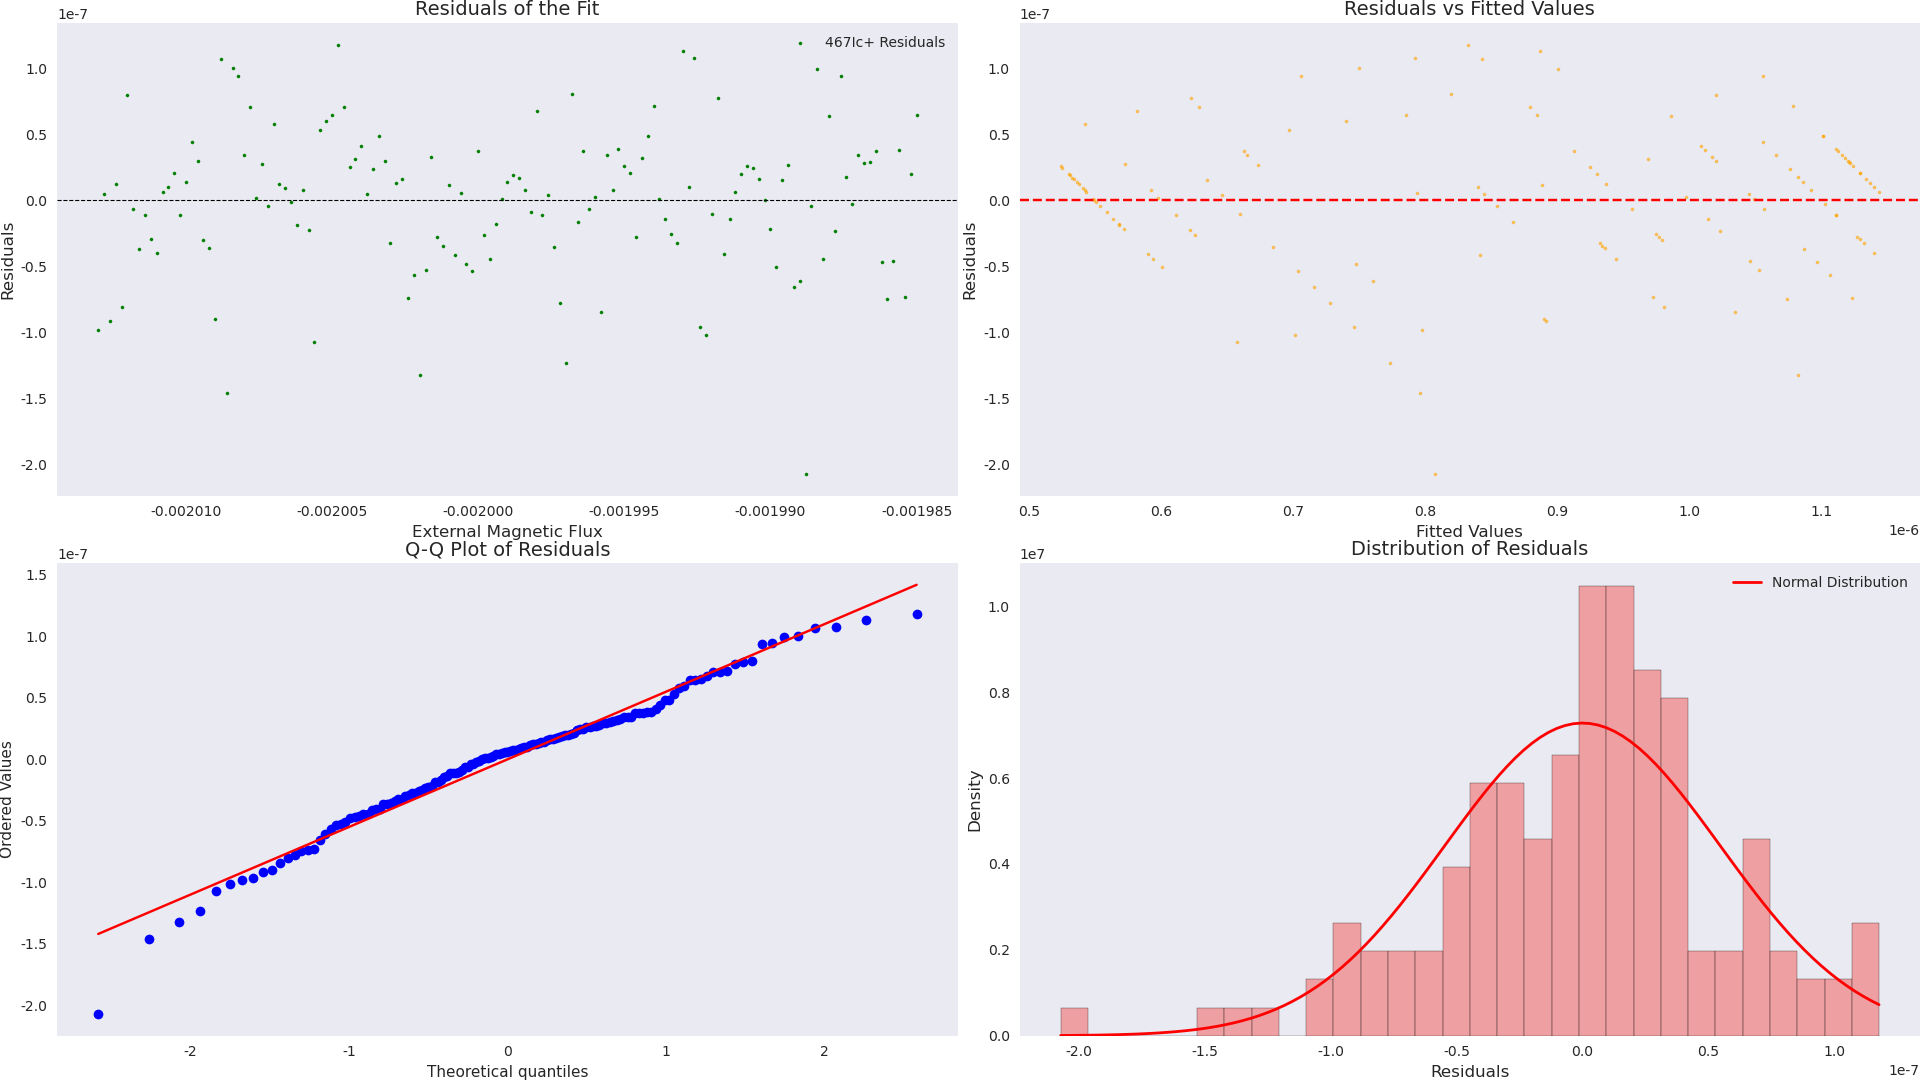 Residuals of the Fit
1e-7
467Ic+ Residuals
1.0
0.5
0.0
-0.5
-1.0
-1.5
-2.0
Residuals
-0.002010 -0.002005 -0.002000 -0.001995 -0.001990 -0.001985
External Magnetic Flux
Residuals vs Fitted Values
1e-7
1.0
0.5
0.0
-0.5
-1.0
-1.5
-2.0
Residuals
0.5 0.6 0.7 0.8 0.9 1.0 1.1
1e-6
Fitted Values
Q-Q Plot of Residuals
1e-7
1.5
1.0
0.5
0.0
-0.5
-1.0
-1.5
-2.0
Ordered Values
-2 -1 0 1 2
Theoretical quantiles
Distribution of Residuals
1e7
Normal Distribution
1.0
0.8
0.6
0.4
0.2
0.0
Density
-2.0 -1.5 -1.0 -0.5 0.0 0.5 1.0
1e-7
Residuals